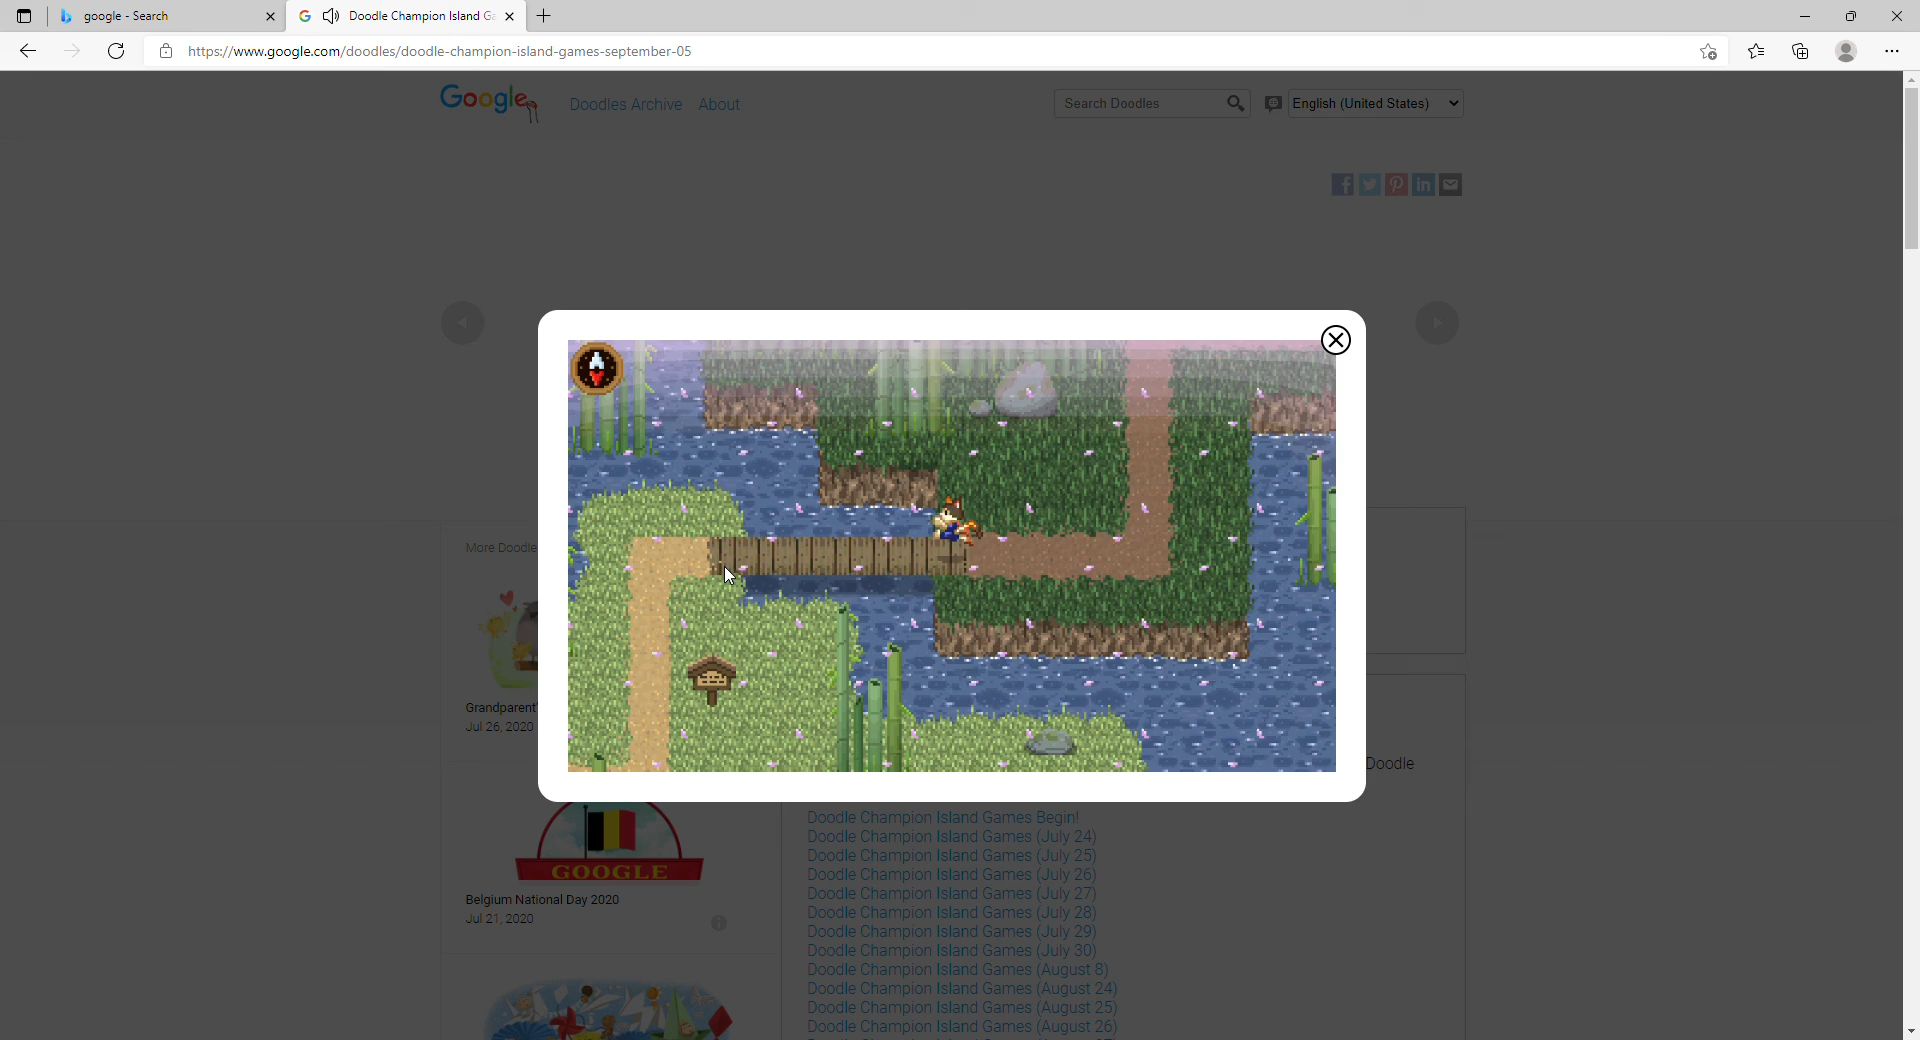 google - Search
Doodle Champion Island Ga
https://www.google.com/doodles/doodle-champion-island-games-september-05
Google
Doodles Archive
About
Search Doodles
English (United States)
More Doodle
Grandparent'
Jul 26, 2020
Doodle
GOOGLE
Belgium National Day 2020
Jul 21, 2020
Doodle Champion Island Games Begin!
Doodle Champion Island Games (July 24)
Doodle Champion Island Games (July 25)
Doodle Champion Island Games (July 26)
Doodle Champion Island Games (July 27)
Doodle Champion Island Games (July 28)
Doodle Champion Island Games (July 29)
Doodle Champion Island Games (July 30)
Doodle Champion Island Games (August 8)
Doodle Champion Island Games (August 24)
Doodle Champion Island Games (August 25)
Doodle Champion Island Games (August 26)